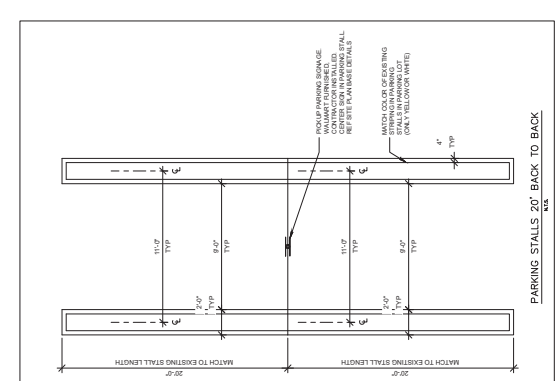 PICKUP PARKING SIGNAGE.
WALMART FURNISHED,
CONTRACTOR INSTALLED.
CENTER SIGN IN PARKING STALL.
REF SITE PLAN BASE DETAILS
MATCH COLOR OF EXISTING
STRIPING IN PARKING
STALLS IN PARKING LOT
(ONLY YELLOW OR WHITE)
4"
TYP
11'-0"
TYP
11'-0"
TYP
9'-0"
TYP
9'-0"
TYP
2'-0"
TYP
2'-0"
TYP
20'-0"
MATCH TO EXISTING STALL LENGTH
20'-0"
MATCH TO EXISTING STALL LENGTH
PARKING STALLS 20' BACK TO BACK
N.T.S.